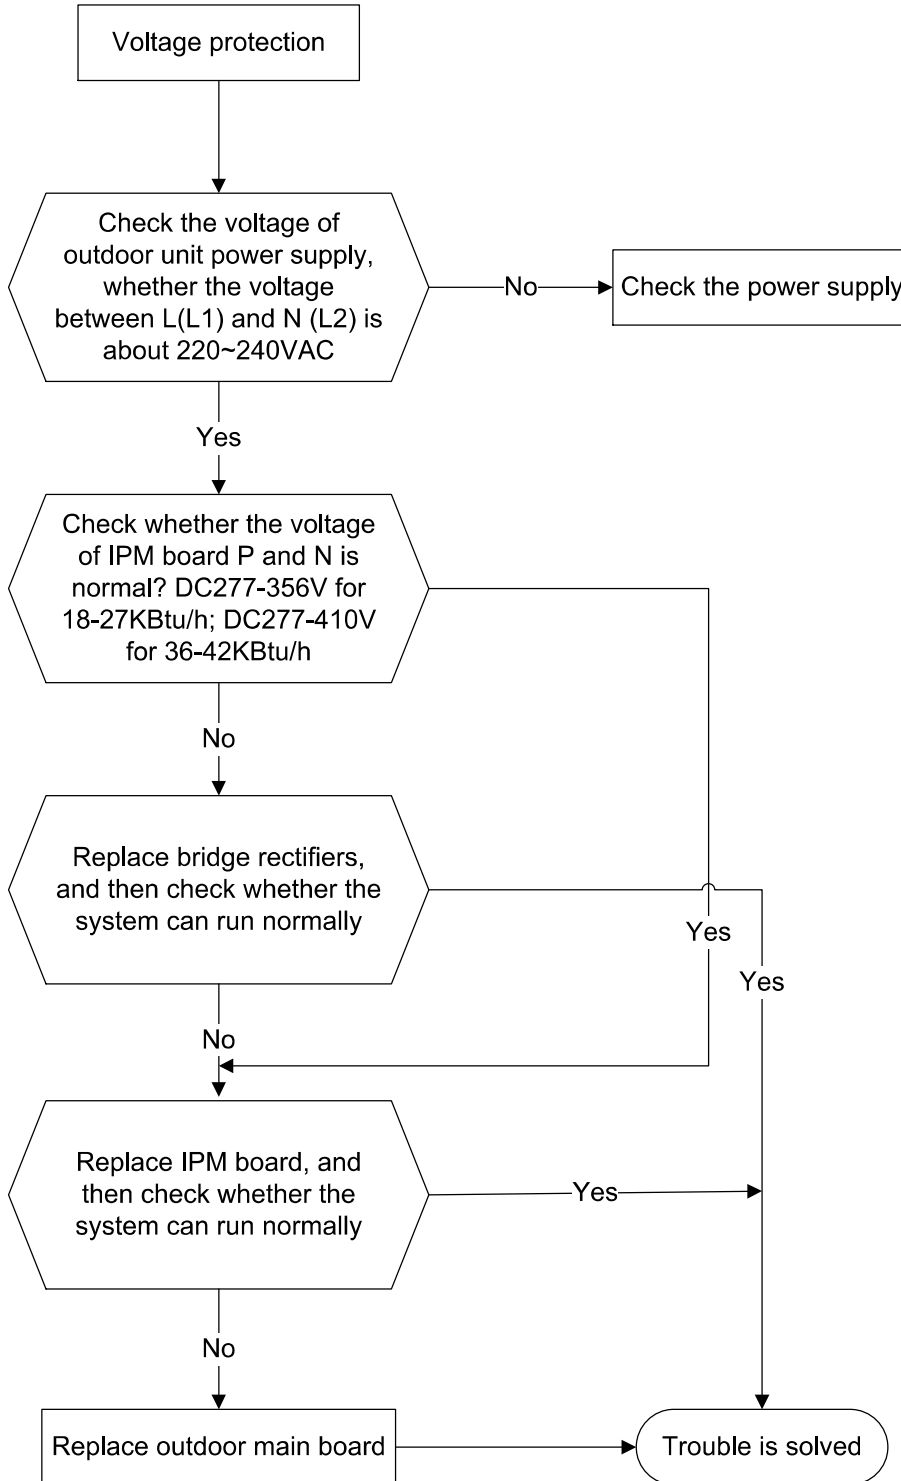 Voltage protection
Check the voltage of
outdoor unit power supply,
whether the voltage
between L(L1) and N (L2) is
about 220~240VAC
No
Check the power supply
Yes
Check whether the voltage
of IPM board P and N is
normal? DC277-356V for
18-27KBtu/h; DC277-410V
for 36-42KBtu/h
No
Replace bridge rectifiers,
and then check whether the
system can run normally
Yes
Yes
No
Replace IPM board, and
then check whether the
system can run normally
Yes
No
Replace outdoor main board
Trouble is solved